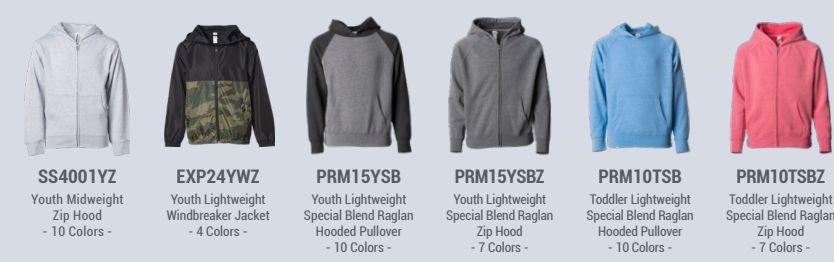 SS4001YZ
Youth Midweight
Zip Hood
- 10 Colors -
EXP24YWZ
Youth Lightweight
Windbreaker Jacket
- 4 Colors -
PRM15YSB
Youth Lightweight
Special Blend Raglan
Hooded Pullover
- 10 Colors -
PRM15YSBZ
Youth Lightweight
Special Blend Raglan
Zip Hood
- 7 Colors -
PRM10TSB
Toddler Lightweight
Special Blend Raglan
Hooded Pullover
- 10 Colors -
PRM10TSBZ
Toddler Lightweight
Special Blend Raglan
Zip Hood
- 7 Colors -